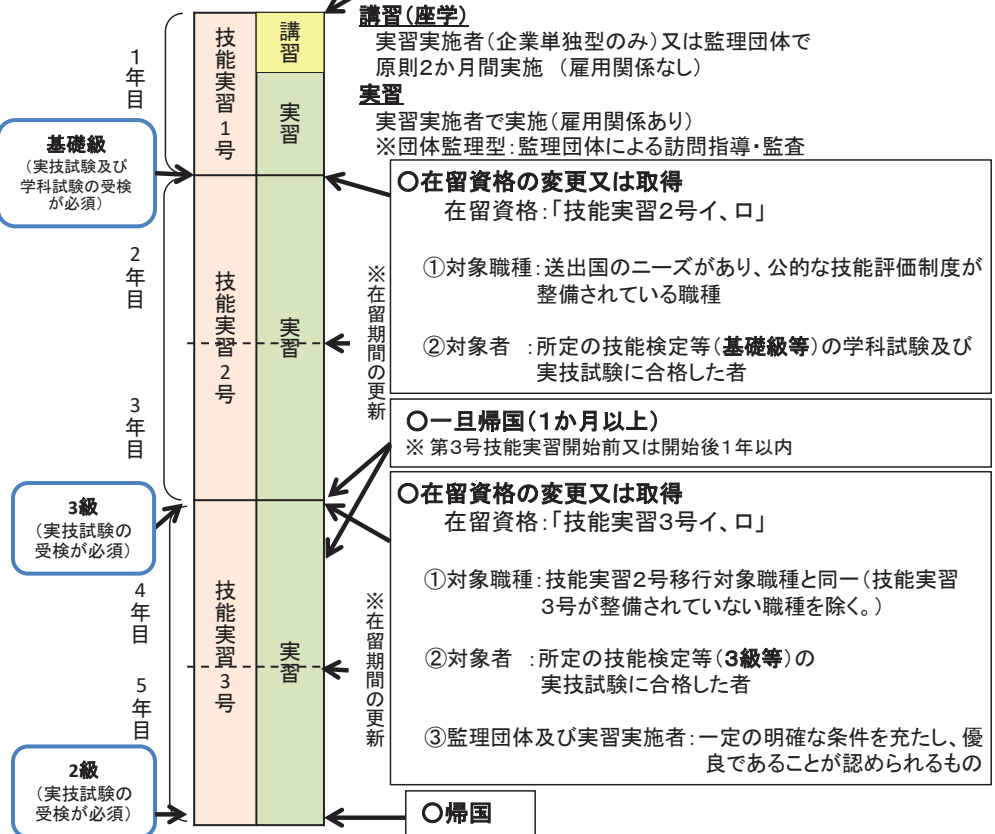 講習(座学)
実習実施者(企業単独型のみ)又は監理団体で
原則2か月間実施 (雇用関係なし)
実習
実習実施者で実施(雇用関係あり)
※団体監理型:監理団体による訪問指導・監査
1年目
技能実習1号
講習
実習
基礎級
(実技試験及び
学科試験の受検
が必須)
○在留資格の変更又は取得
在留資格:「技能実習2号イ、ロ」
①対象職種:送出国のニーズがあり、公的な技能評価制度が
整備されている職種
②対象者 :所定の技能検定等(基礎級等)の学科試験及び
実技試験に合格した者
2年目
技能実習2号
実習
※在留期間の更新
3年目
○一旦帰国(1か月以上)
※ 第3号技能実習開始前又は開始後1年以内
3級
(実技試験の
受検が必須)
○在留資格の変更又は取得
在留資格:「技能実習3号イ、ロ」
①対象職種:技能実習2号移行対象職種と同一(技能実習
3号が整備されていない職種を除く。)
②対象者 :所定の技能検定等(3級等)の
実技試験に合格した者
③監理団体及び実習実施者:一定の明確な条件を充たし、優
良であることが認められるもの
4年目
技能実習3号
実習
※在留期間の更新
5年目
2級
(実技試験の
受検が必須)
○帰国